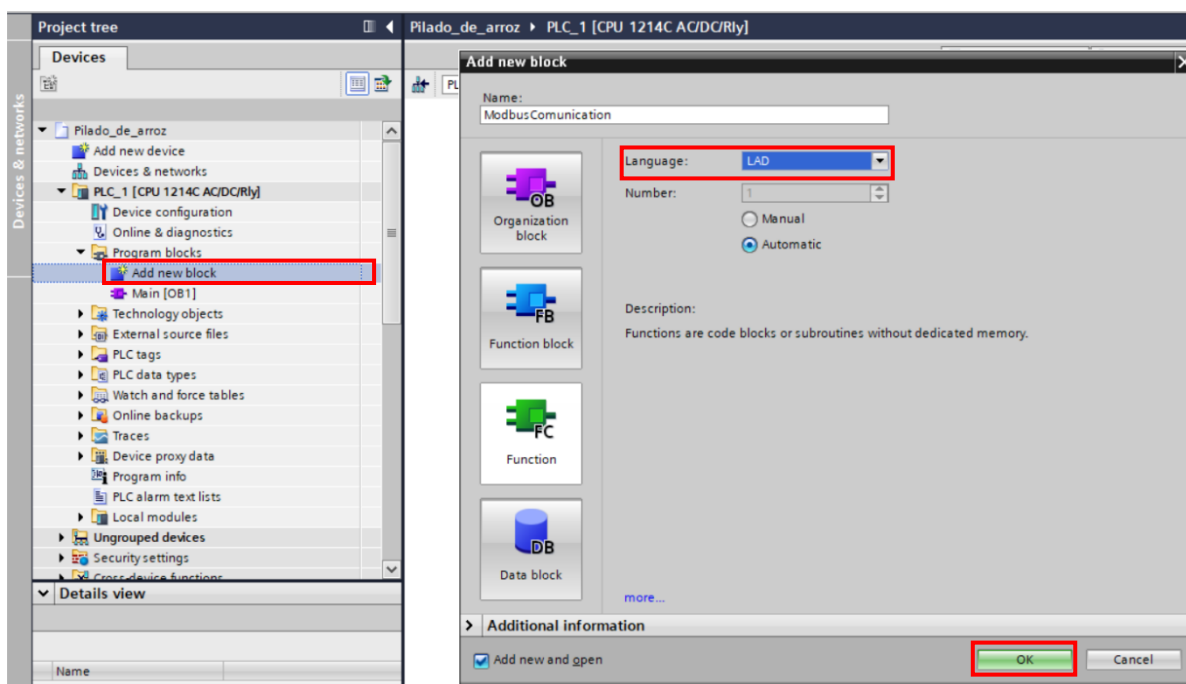 Devices & networks
Project tree
Devices
Pilado_de_arroz
Add new device
Devices & networks
PLC_1 [CPU 1214C AC/DC/Rly]
Device configuration
Online & diagnostics
Program blocks
Add new block
Main [OB1]
Technology objects
External source files
PLC tags
PLC data types
Watch and force tables
Online backups
Traces
Device proxy data
Program info
PLC alarm text lists
Local modules
Ungrouped devices
Security settings
Cross-device functions
Details view
Name
Pilado_de_arroz PLC_1 [CPU 1214C AC/DC/Rly]
PL
Add new block
Name:
ModbusComunication
OB
Organization
block
FB
Function block
FC
Function
DB
Data block
Language: LAD
Number: 1
Manual
Automatic
Description:
Functions are code blocks or subroutines without dedicated memory.
more...
Additional information
Add new and open
OK Cancel